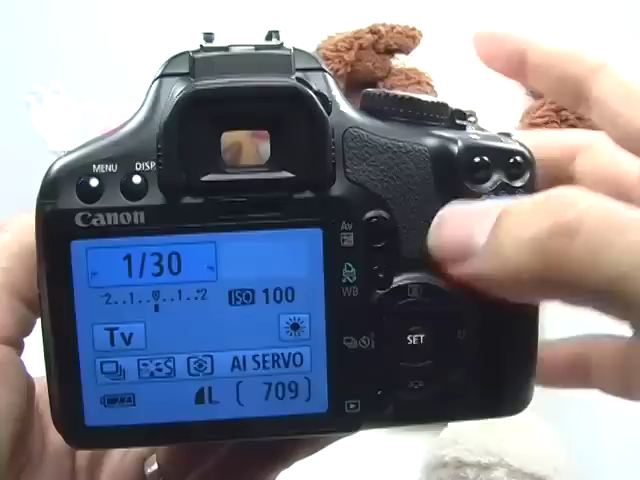 MENU DISP.
Canon
1/30
-2..1..0..1..:2
ISO 100
Tv
AI SERVO
L ( 709)
Av
WB
SET